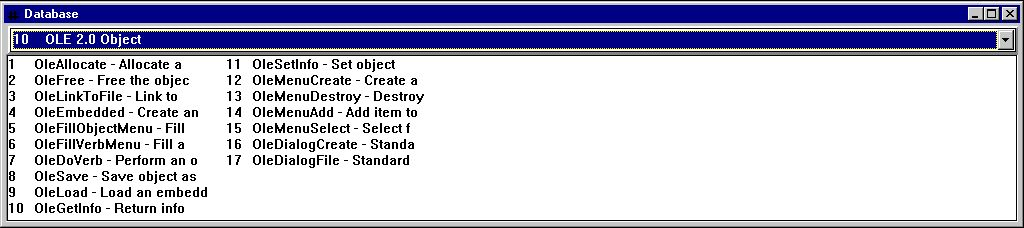 Database
10 OLE 2.0 Object
1 OleAllocate - Allocate a
2 OleFree - Free the objec
3 OleLinkToFile - Link to
4 OleEmbedded - Create an
5 OleFillObjectMenu - Fill
6 OleFillVerbMenu - Fill a
7 OleDoVerb - Perform an o
8 OleSave - Save object as
9 OleLoad - Load an embedd
10 OleGetInfo - Return info
11 OleSetInfo - Set object
12 OleMenuCreate - Create a
13 OleMenuDestroy - Destroy
14 OleMenuAdd - Add item to
15 OleMenuSelect - Select f
16 OleDialogCreate - Standa
17 OleDialogFile - Standard